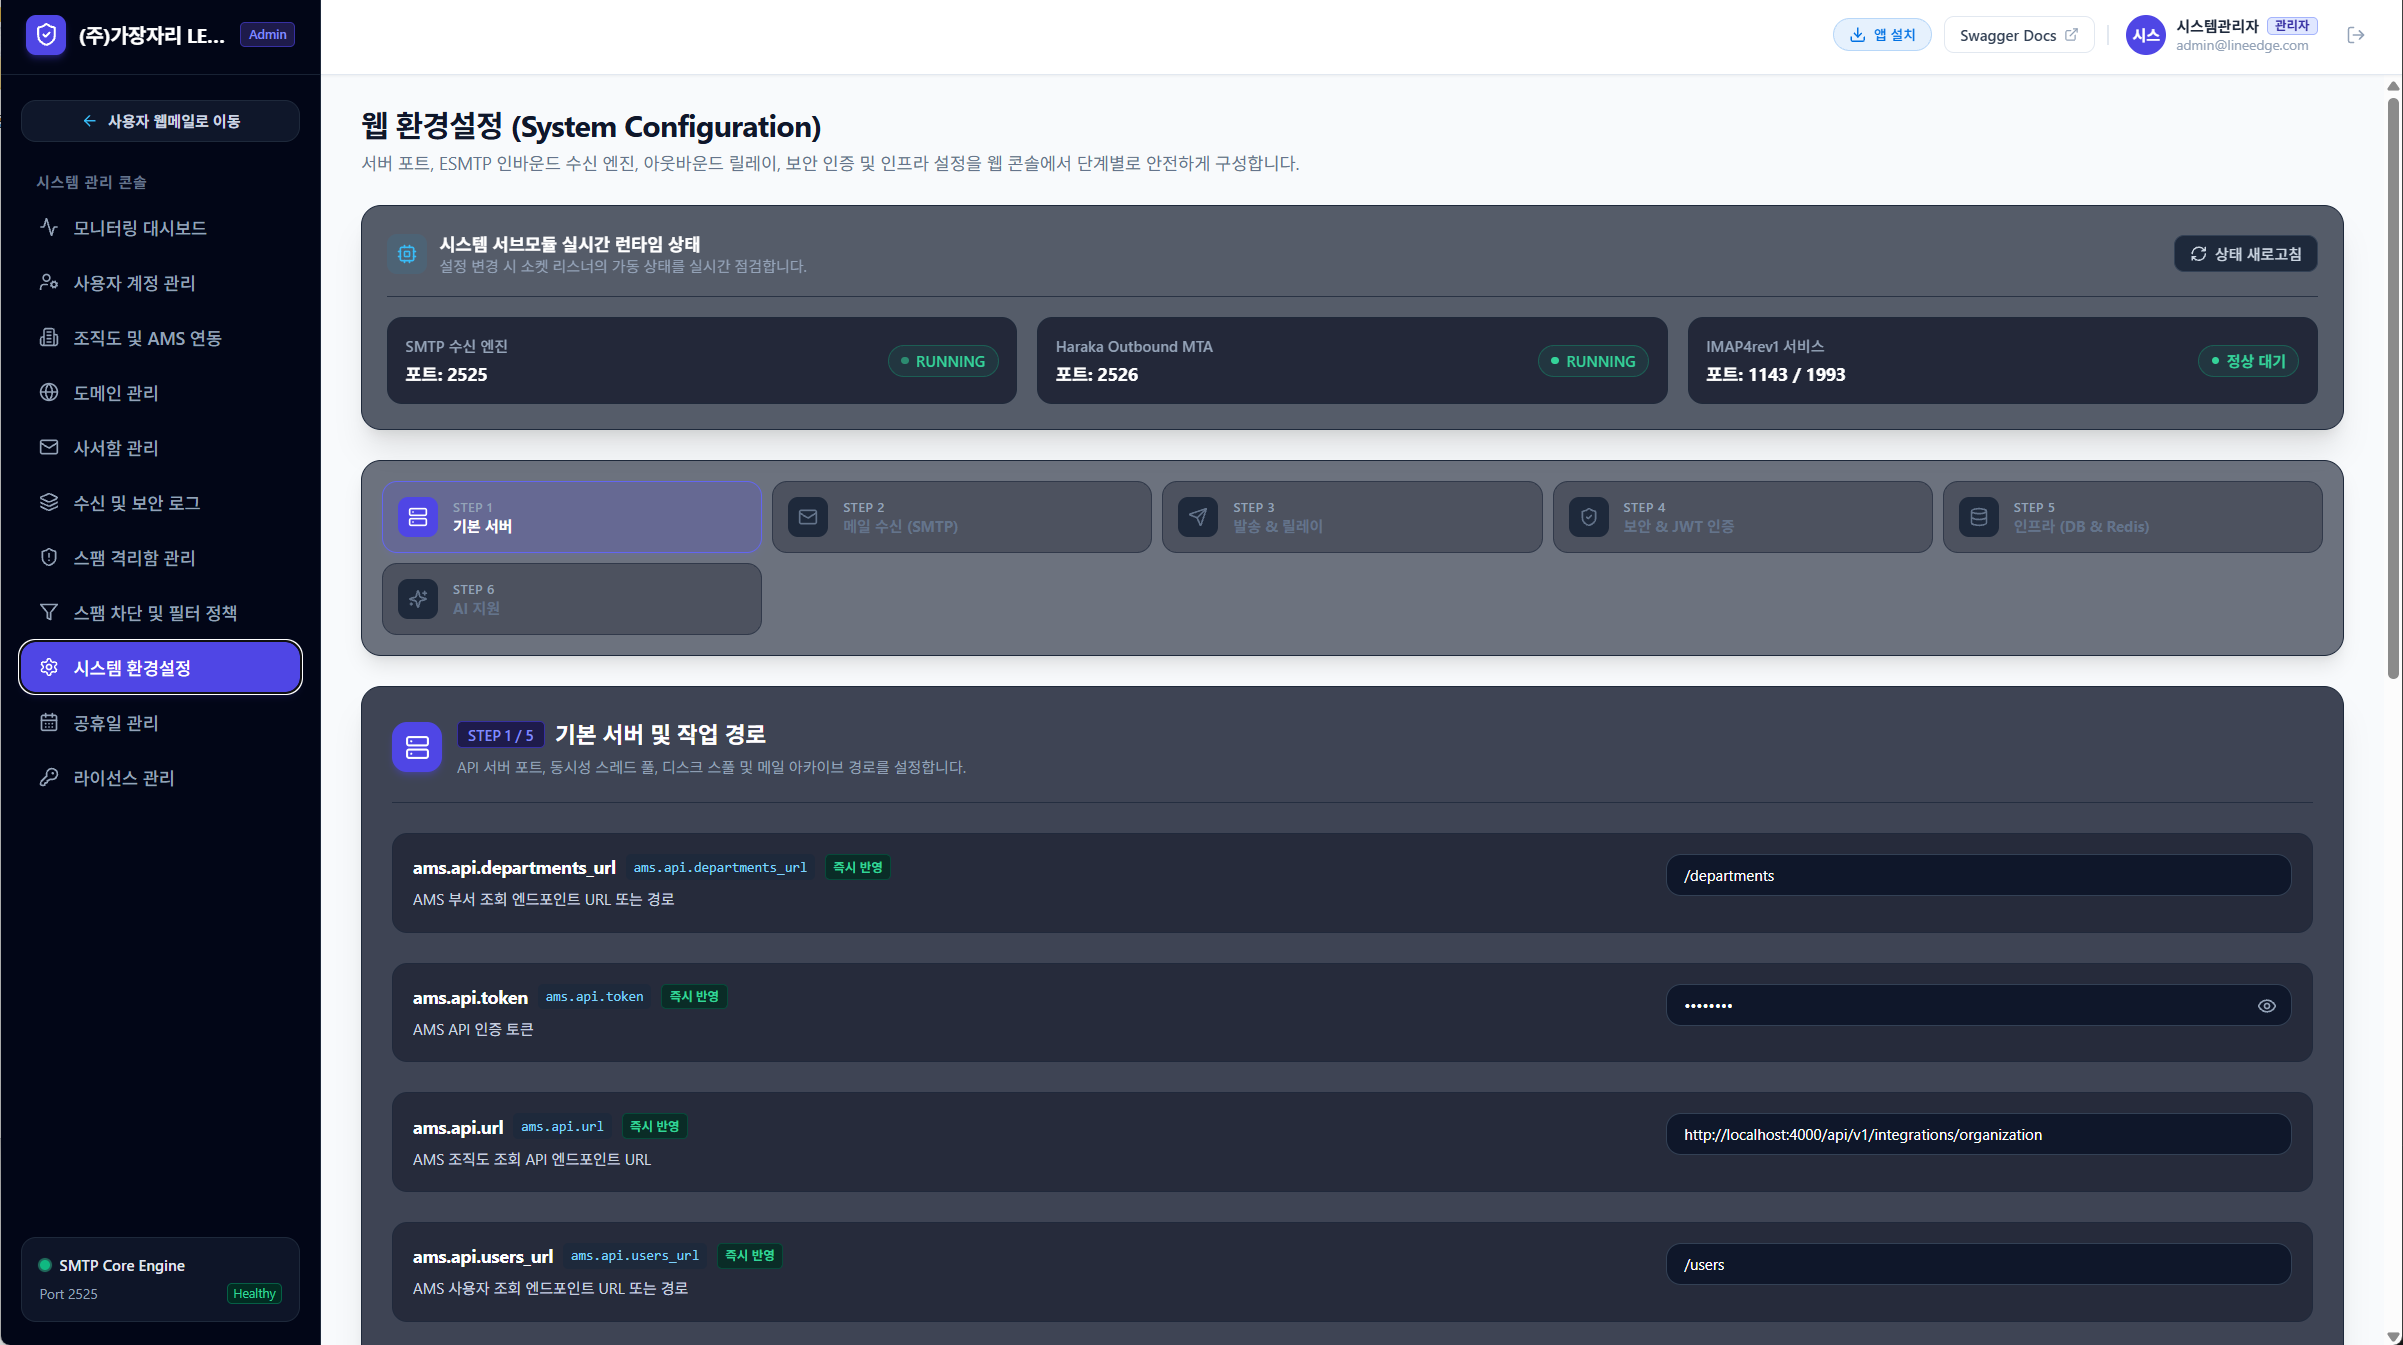 (주)가장자리 LE...
Admin
앱 설치
Swagger Docs
시스
시스템관리자
관리자
admin@lineedge.com
사용자 웹메일로 이동
시스템 관리 콘솔
모니터링 대시보드
사용자 계정 관리
조직도 및 AMS 연동
도메인 관리
사서함 관리
수신 및 보안 로그
스팸 격리함 관리
스팸 차단 및 필터 정책
시스템 환경설정
공휴일 관리
라이선스 관리
SMTP Core Engine
Port 2525
Healthy
웹 환경설정 (System Configuration)
서버 포트, ESMTP 인바운드 수신 엔진, 아웃바운드 릴레이, 보안 인증 및 인프라 설정을 웹 콘솔에서 단계별로 안전하게 구성합니다.
시스템 서브모듈 실시간 런타임 상태
설정 변경 시 소켓 리스너의 가동 상태를 실시간 점검합니다.
상태 새로고침
SMTP 수신 엔진
포트: 2525
RUNNING
Haraka Outbound MTA
포트: 2526
RUNNING
IMAP4rev1 서비스
포트: 1143 / 1993
정상 대기
STEP 1
기본 서버
STEP 2
메일 수신 (SMTP)
STEP 3
발송 & 릴레이
STEP 4
보안 & JWT 인증
STEP 5
인프라 (DB & Redis)
STEP 6
AI 지원
STEP 1 / 5
기본 서버 및 작업 경로
API 서버 포트, 동시성 스레드 풀, 디스크 스풀 및 메일 아카이브 경로를 설정합니다.
ams.api.departments_url
ams.api.departments_url
즉시 반영
AMS 부서 조회 엔드포인트 URL 또는 경로
/departments
ams.api.token
ams.api.token
즉시 반영
AMS API 인증 토큰
••••••••
ams.api.url
ams.api.url
즉시 반영
AMS 조직도 조회 API 엔드포인트 URL
http://localhost:4000/api/v1/integrations/organization
ams.api.users_url
ams.api.users_url
즉시 반영
AMS 사용자 조회 엔드포인트 URL 또는 경로
/users